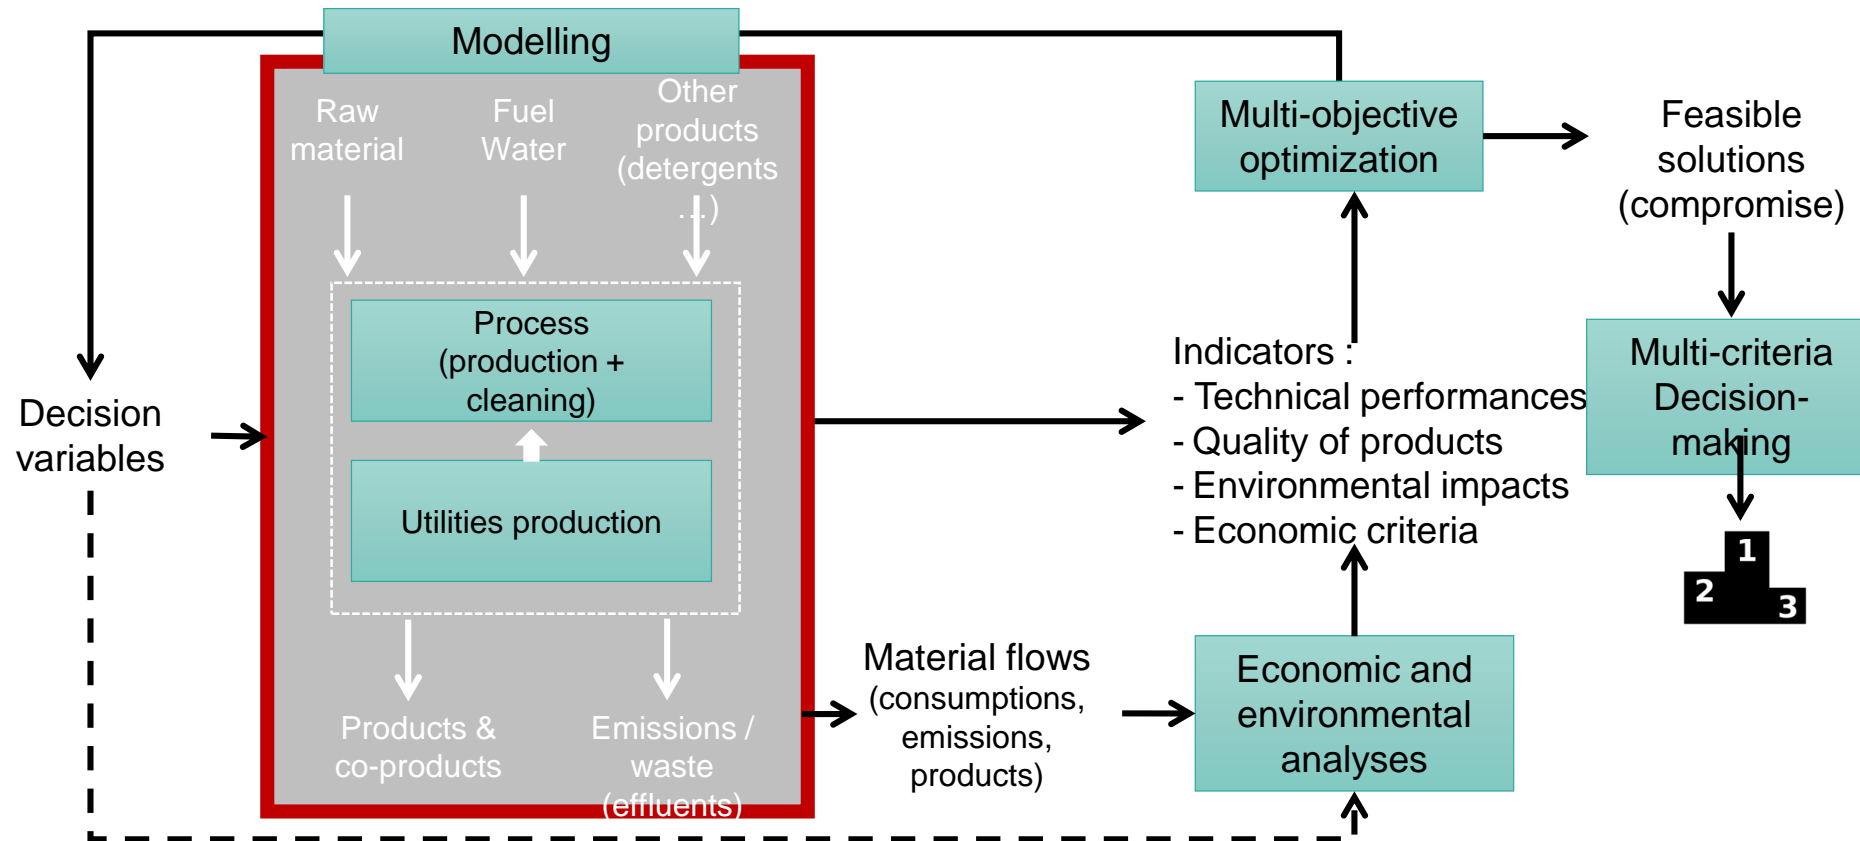 Modelling
Raw
material
Fuel
Water
Other
products
(detergents
...)
Process
(production +
cleaning)
Utilities production
Products &
co-products
Emissions /
waste
(effluents)
Decision
variables
Material flows
(consumptions,
emissions,
products)
Economic and
environmental
analyses
Indicators :
- Technical performances
- Quality of products
- Environmental impacts
- Economic criteria
Multi-objective
optimization
Feasible
solutions
(compromise)
Multi-criteria
Decision-
making
1
2
3